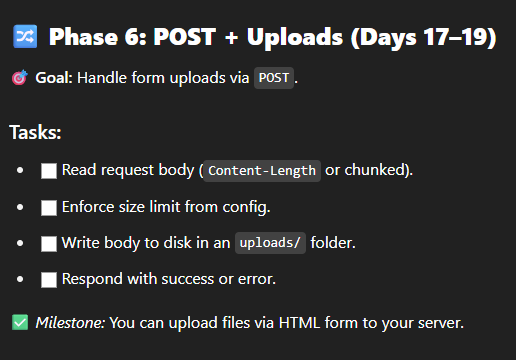 🔀 Phase 6: POST + Uploads (Days 17–19)
🎯 Goal: Handle form uploads via POST.
Tasks:
Read request body (Content-Length or chunked).
Enforce size limit from config.
Write body to disk in an uploads/ folder.
Respond with success or error.
✅ Milestone: You can upload files via HTML form to your server.